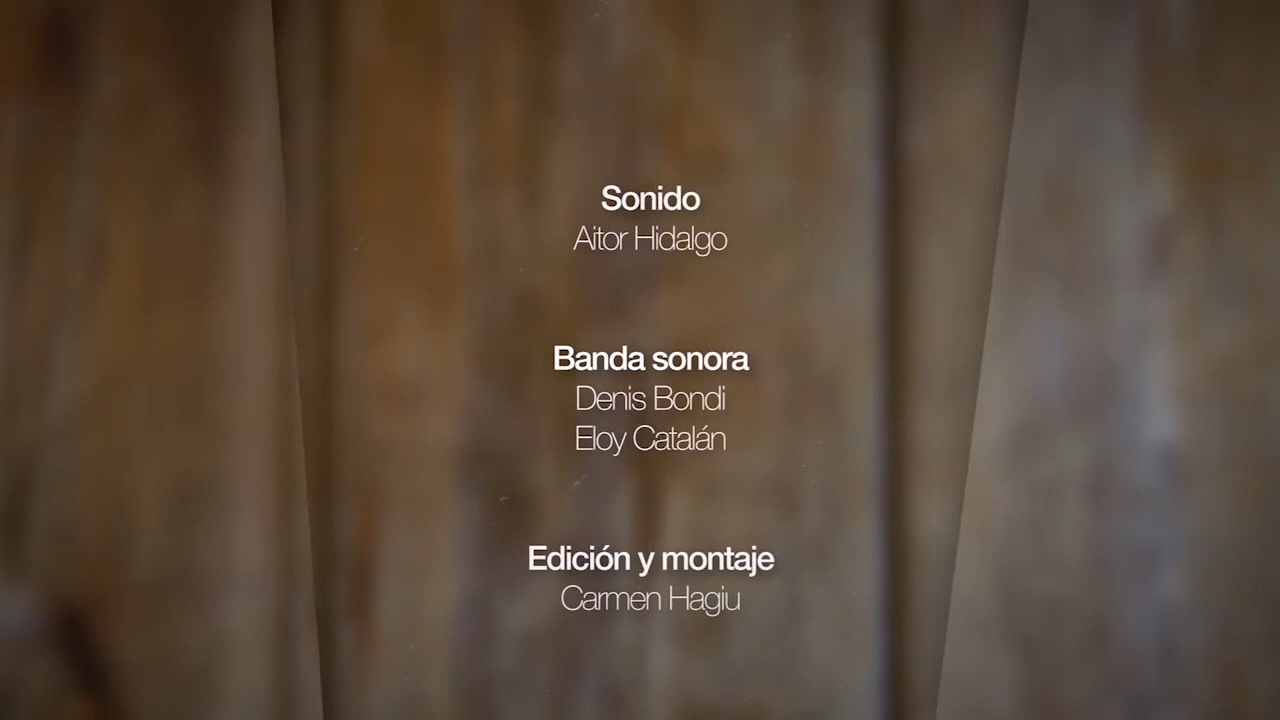 Sonido
Aitor Hidalgo
Banda sonora
Denis Bondi
Eloy Catalán
Edición y montaje
Carmen Hagiu